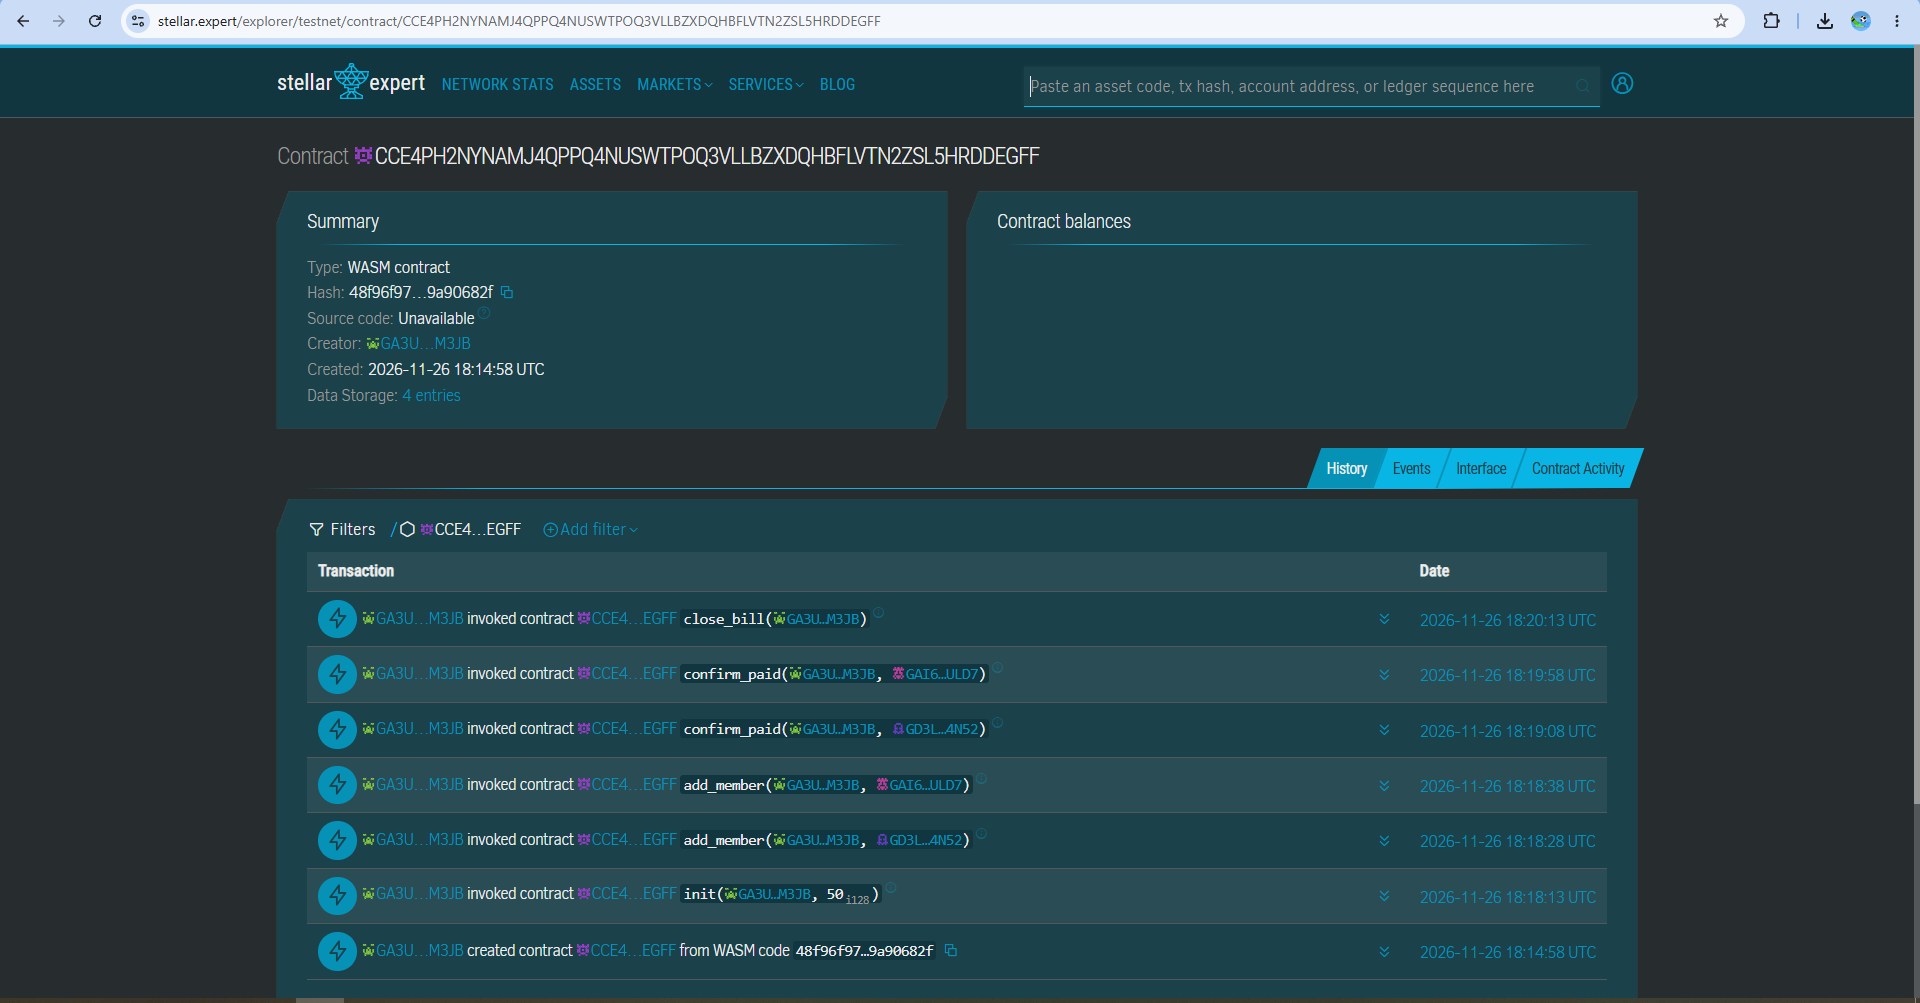 stellar.expert/explorer/testnet/contract/CCE4PH2NYNAMJ4QPPQ4NUSWTPOQ3VLLBZXDQHBFLVTN2ZSL5HRDDEGFF
stellar expert NETWORK STATS ASSETS MARKETS SERVICES BLOG Paste an asset code, tx hash, account address, or ledger sequence here
Contract CCE4PH2NYNAMJ4QPPQ4NUSWTPOQ3VLLBZXDQHBFLVTN2ZSL5HRDDEGFF
Summary
Type: WASM contract
Hash: 48f96f97...9a90682f
Source code: Unavailable
Creator: GA3U...M3JB
Created: 2026-11-26 18:14:58 UTC
Data Storage: 4 entries
Contract balances
History Events Interface Contract Activity
Filters / CCE4...EGFF Add filter
Transaction Date
GA3U...M3JB invoked contract CCE4...EGFF close_bill(GA3U…M3JB) 2026-11-26 18:20:13 UTC
GA3U...M3JB invoked contract CCE4...EGFF confirm_paid(GA3U…M3JB, GAI6…ULD7) 2026-11-26 18:19:58 UTC
GA3U...M3JB invoked contract CCE4...EGFF confirm_paid(GA3U…M3JB, GD3L…4N52) 2026-11-26 18:19:08 UTC
GA3U...M3JB invoked contract CCE4...EGFF add_member(GA3U…M3JB, GAI6…ULD7) 2026-11-26 18:18:38 UTC
GA3U...M3JB invoked contract CCE4...EGFF add_member(GA3U…M3JB, GD3L…4N52) 2026-11-26 18:18:28 UTC
GA3U...M3JB invoked contract CCE4...EGFF init(GA3U…M3JB, 50i128) 2026-11-26 18:18:13 UTC
GA3U...M3JB created contract CCE4...EGFF from WASM code 48f96f97…9a90682f 2026-11-26 18:14:58 UTC